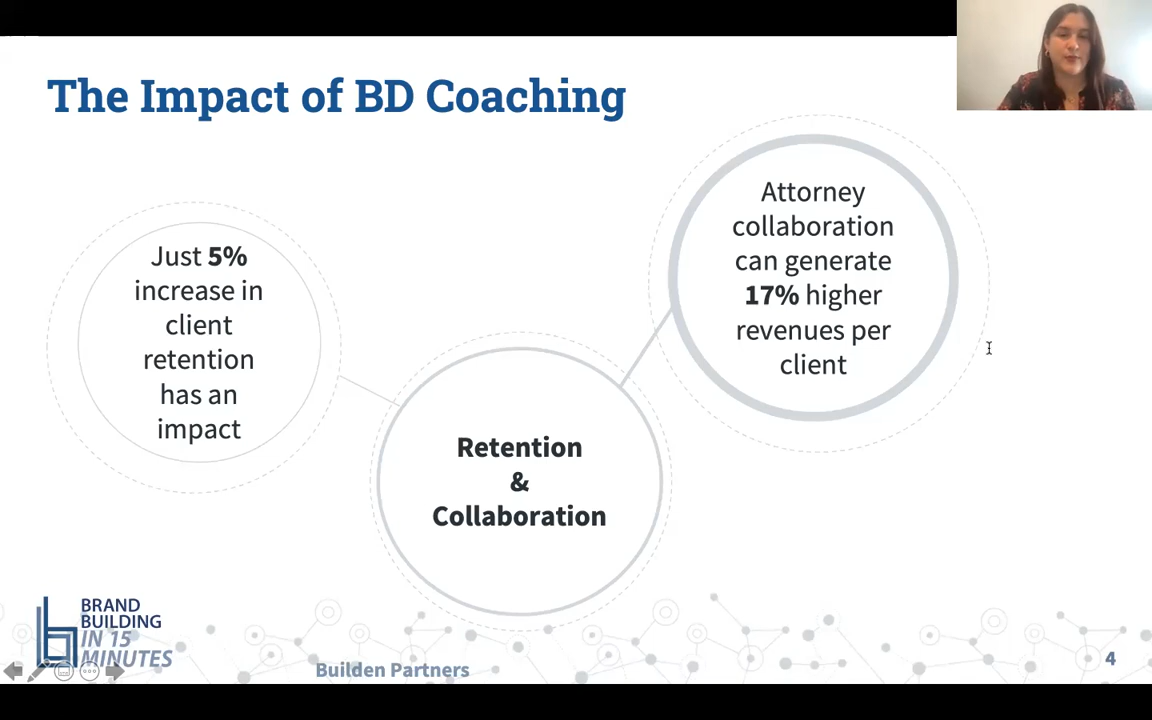 The Impact of BD Coaching
Just 5%
increase in
client
retention
has an
impact
Attorney
collaboration
can generate
17% higher
revenues per
client
Retention
&
Collaboration
BRAND
BUILDING
IN 15
MINUTES
Builden Partners
4